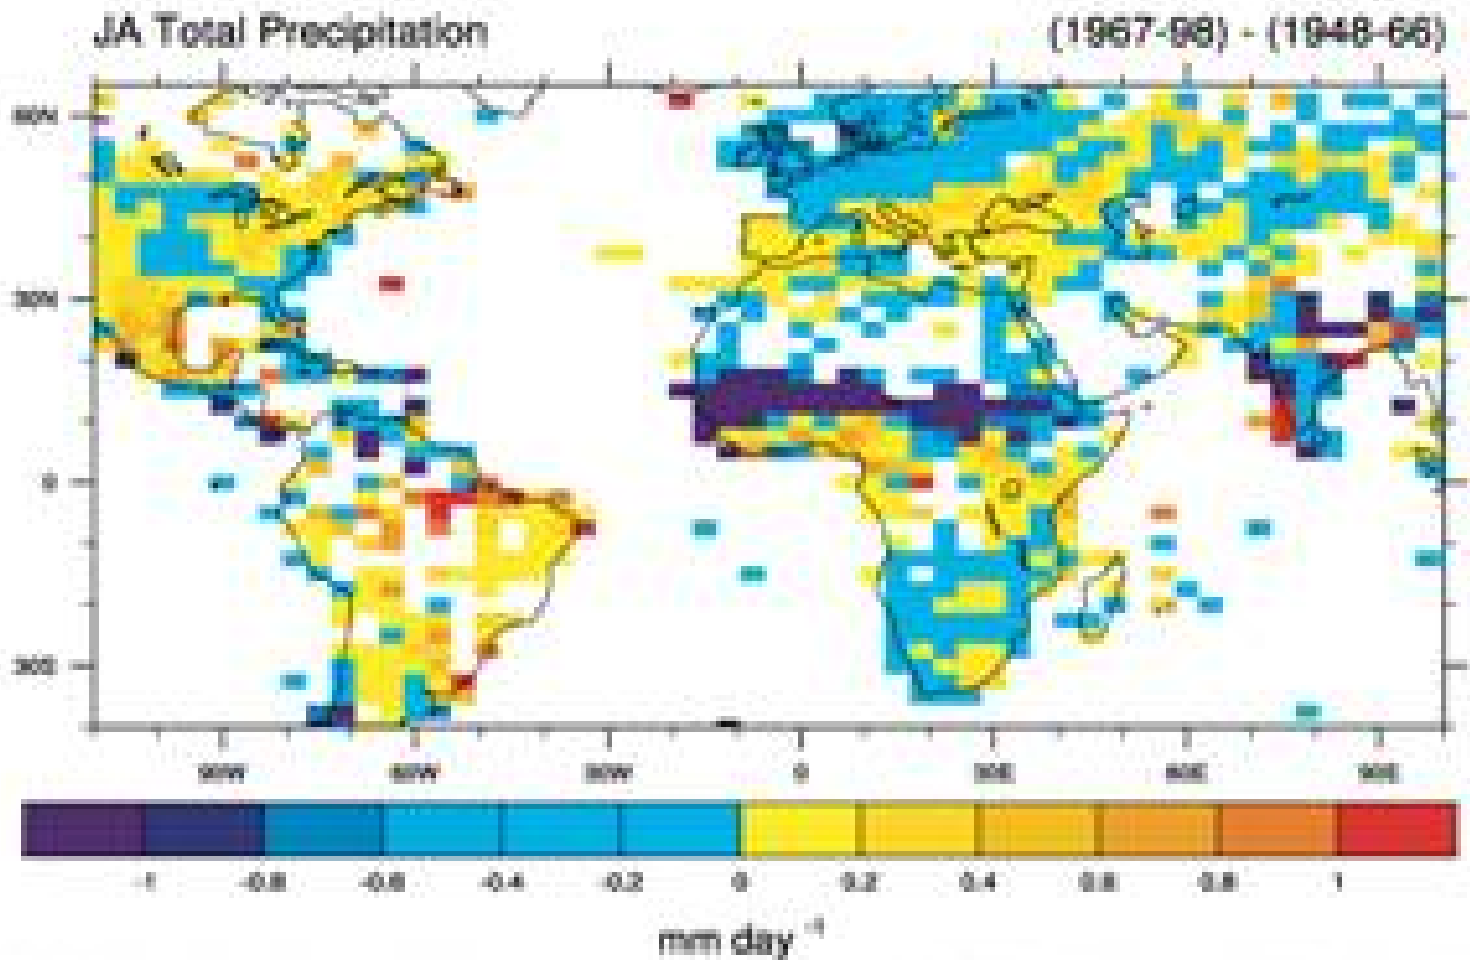 JA Total Precipitation (1967-98) - (1948-66)
60N
30N
0
30S
90W 60W 30W 0 30E 60E 90E
-1 -0.8 -0.6 -0.4 -0.2 0 0.2 0.4 0.6 0.8 1
mm day -1